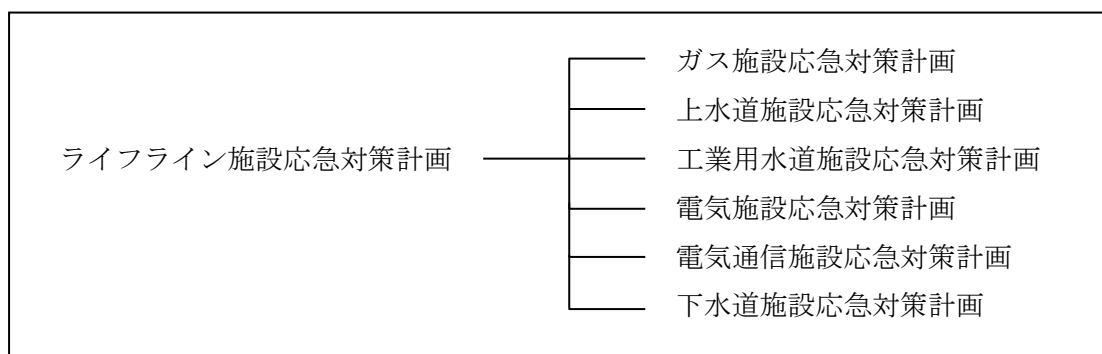 ガス施設応急対策計画
上水道施設応急対策計画
ライフライン施設応急対策計画
工業用水道施設応急対策計画
電気施設応急対策計画
電気通信施設応急対策計画
下水道施設応急対策計画